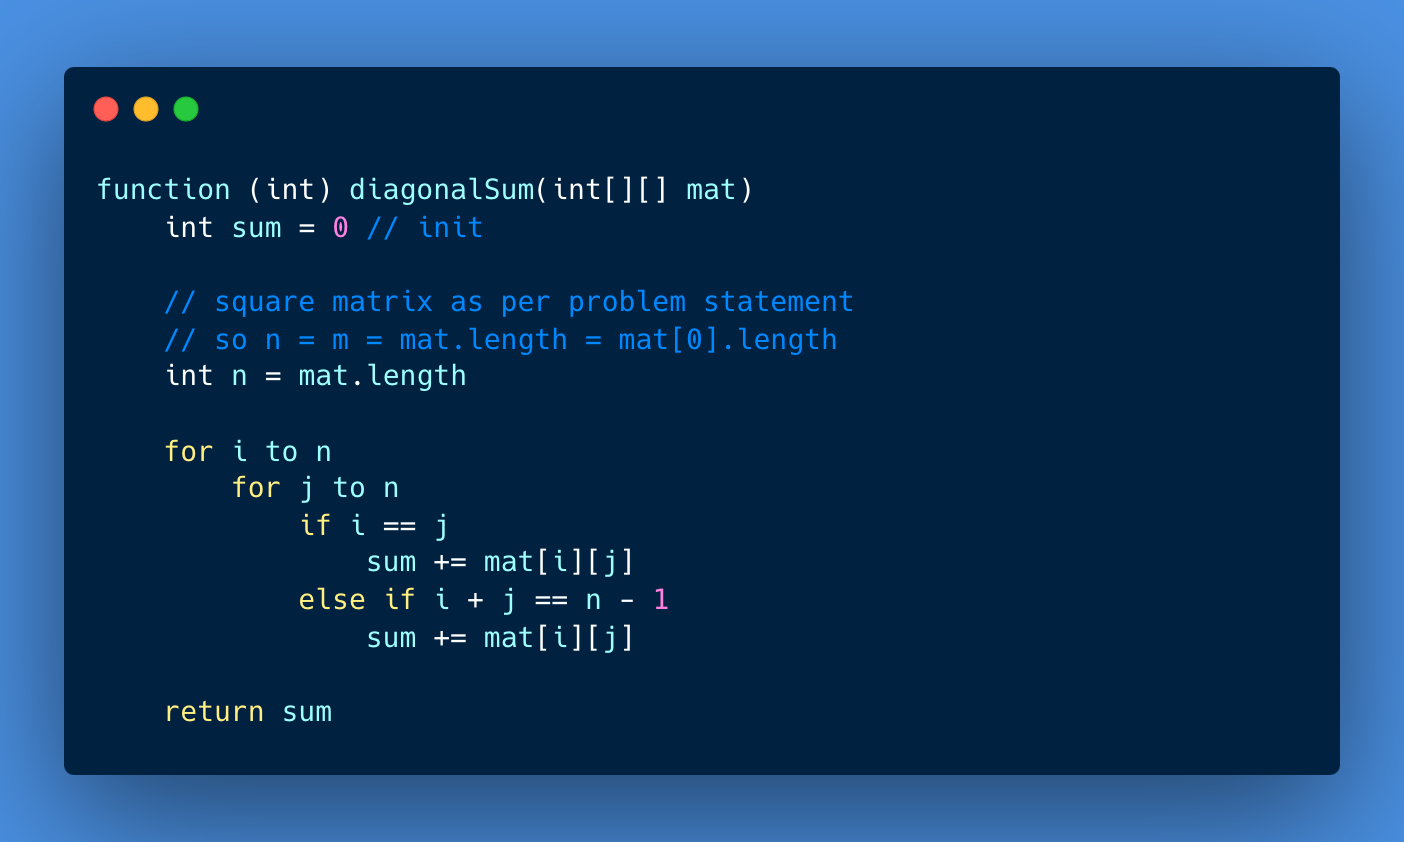 function (int) diagonalSum(int[][] mat)
    int sum = 0 // init

    // square matrix as per problem statement
    // so n = m = mat.length = mat[0].length
    int n = mat.length

    for i to n
        for j to n
            if i == j
                sum += mat[i][j]
            else if i + j == n - 1
                sum += mat[i][j]

    return sum